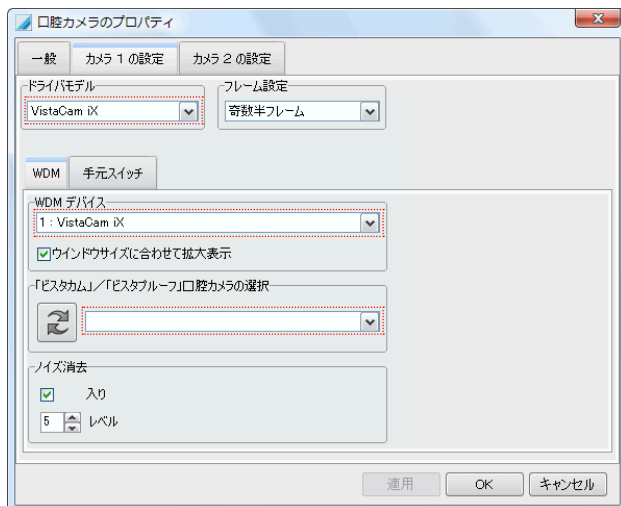 口腔カメラのプロパティ
一般 カメラ 1 の設定 カメラ 2 の設定
ドライバモデル フレーム設定
VistaCam iX 奇数半フレーム
WDM 手元スイッチ
WDM デバイス
1 : VistaCam iX
ウインドウサイズに合わせて拡大表示
「ビスタカム」／「ビスタプルーフ」口腔カメラの選択
ノイズ消去
入り
5 レベル
適用 OK キャンセル